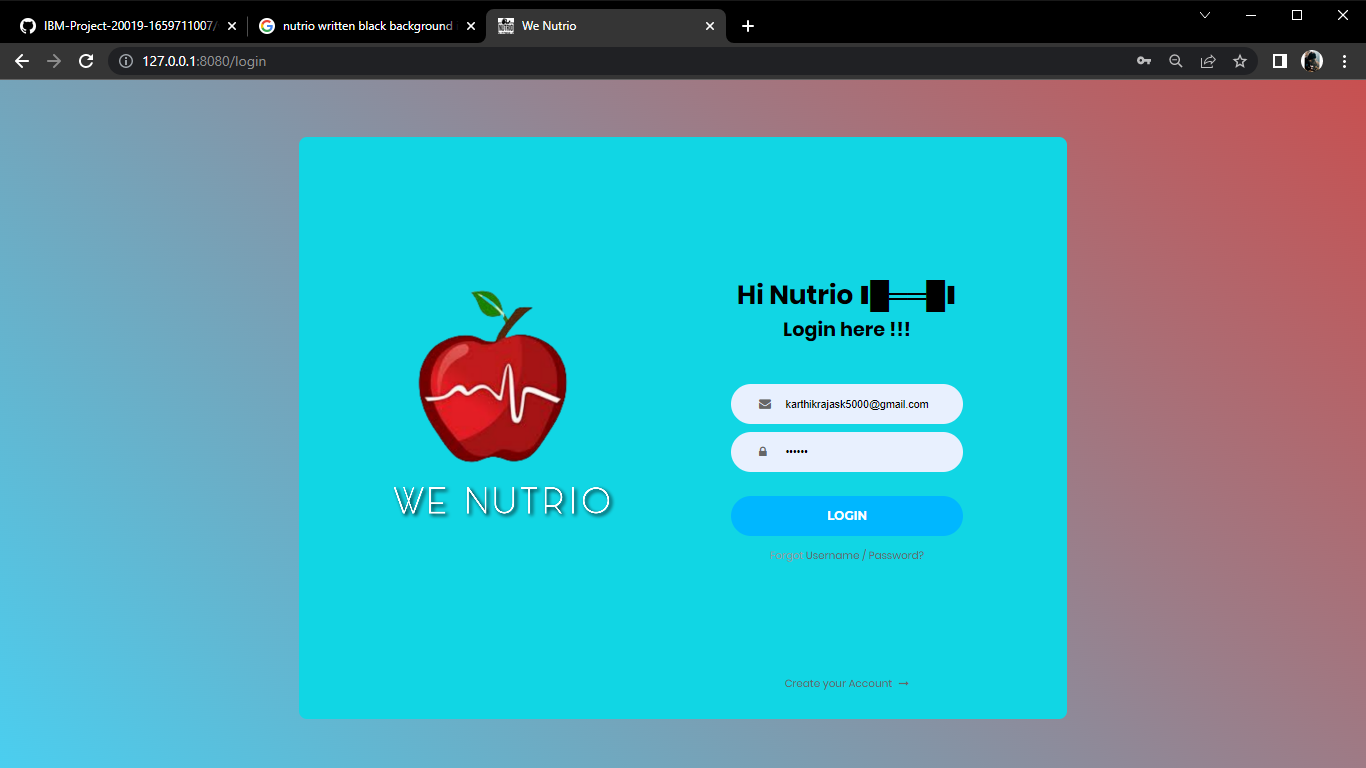 IBM-Project-20019-1659711007/
nutrio written black background
We Nutrio
127.0.0.1:8080/login
Hi Nutrio
Login here !!!
karthikrajask5000@gmail.com
••••••
LOGIN
Forgot Username / Password?
WE NUTRIO
Create your Account →